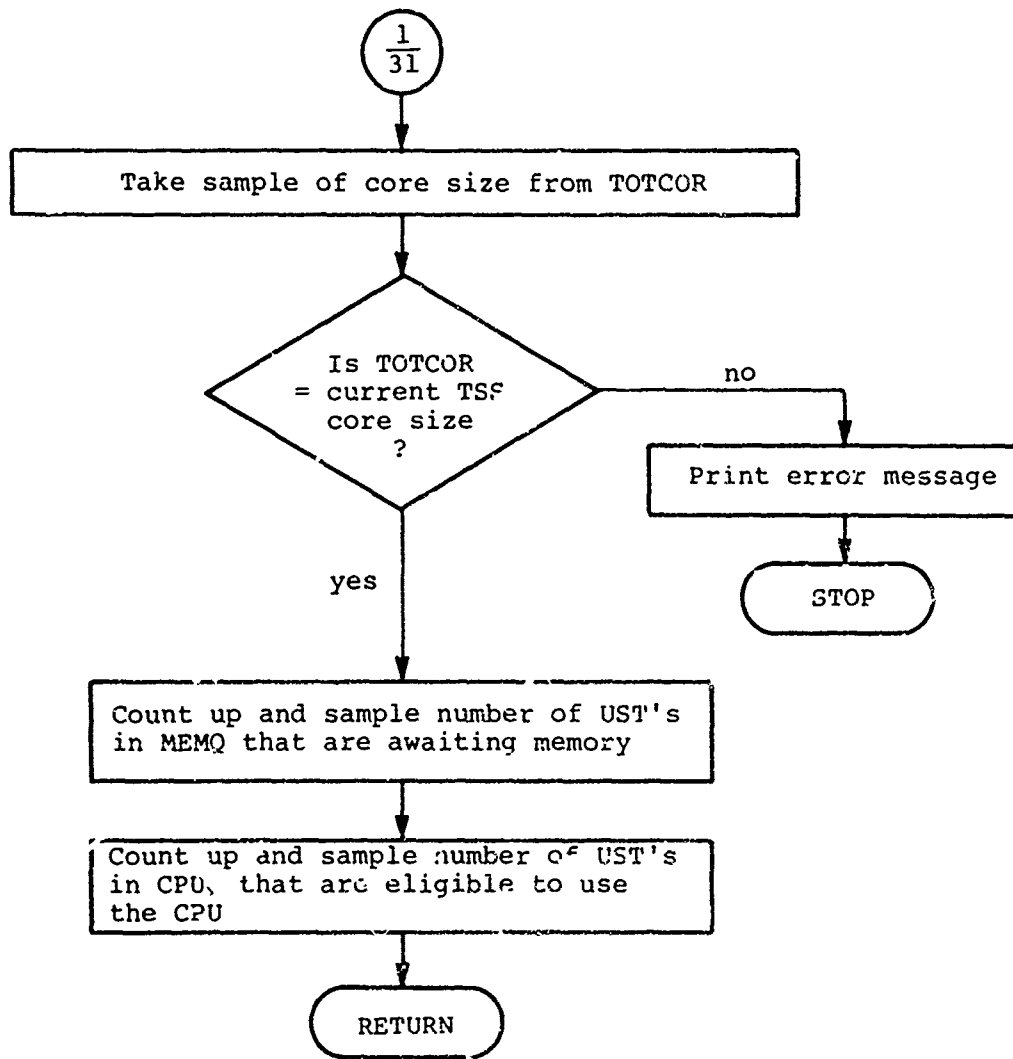 1
31
Take sample of core size from TOTCOR
Is TOTCOR
= current TSS
core size
?
no
Print error message
STOP
yes
Count up and sample number of UST's
in MEMQ that are awaiting memory
Count up and sample number of UST's
in that are eligible to use
the CPU
RETURN